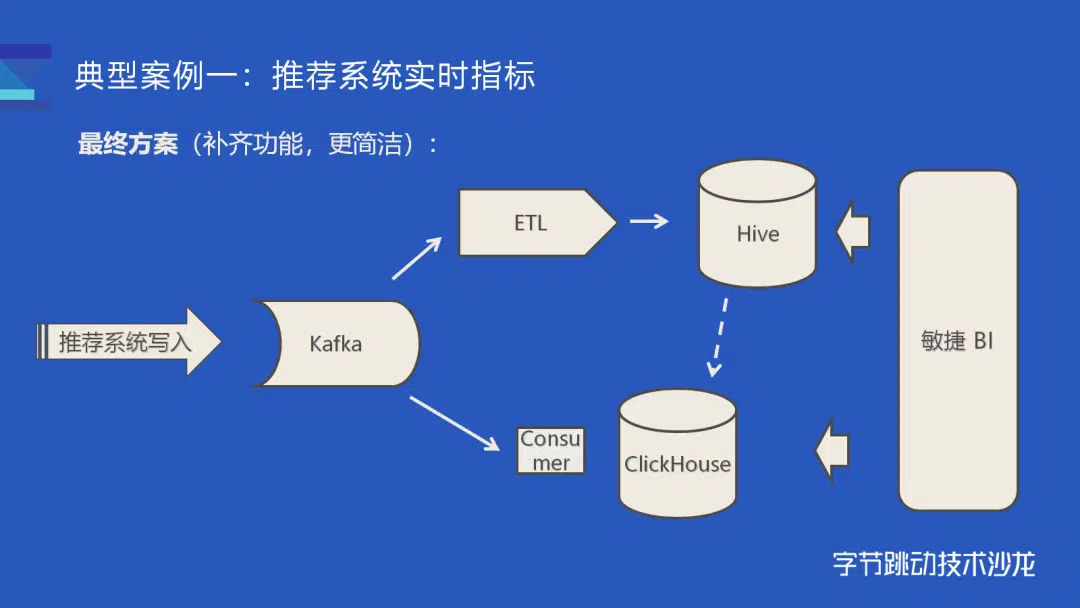 典型案例一：推荐系统实时指标
最终方案（补齐功能，更简洁）：
ETL
Hive
推荐系统写入
Kafka
敏捷 BI
Consu
mer
ClickHouse
字节跳动技术沙龙